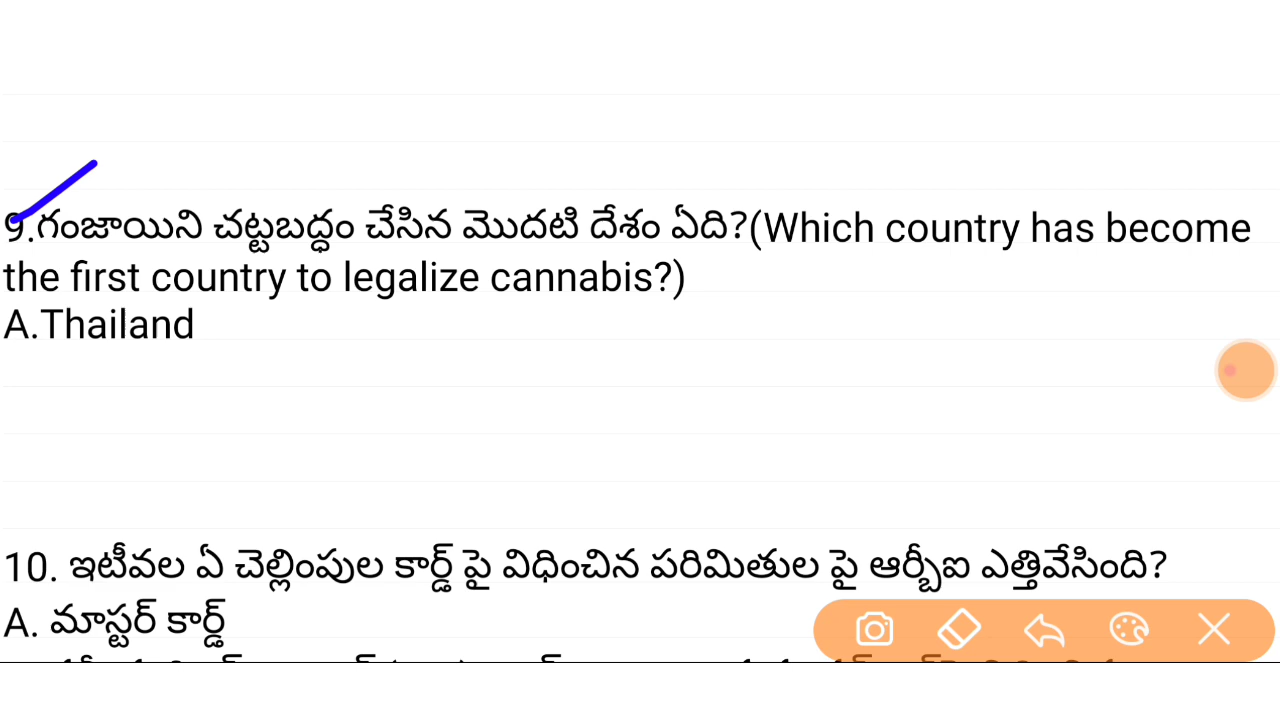 9.గంజాయిని చట్టబద్ధం చేసిన మొదటి దేశం ఏది?(Which country has become
the first country to legalize cannabis?)
A.Thailand
10. ఇటీవల ఏ చెల్లింపుల కార్డ్ పై విధించిన పరిమితుల పై ఆర్బీఐ ఎత్తివేసింది?
A. మాస్టర్ కార్డ్